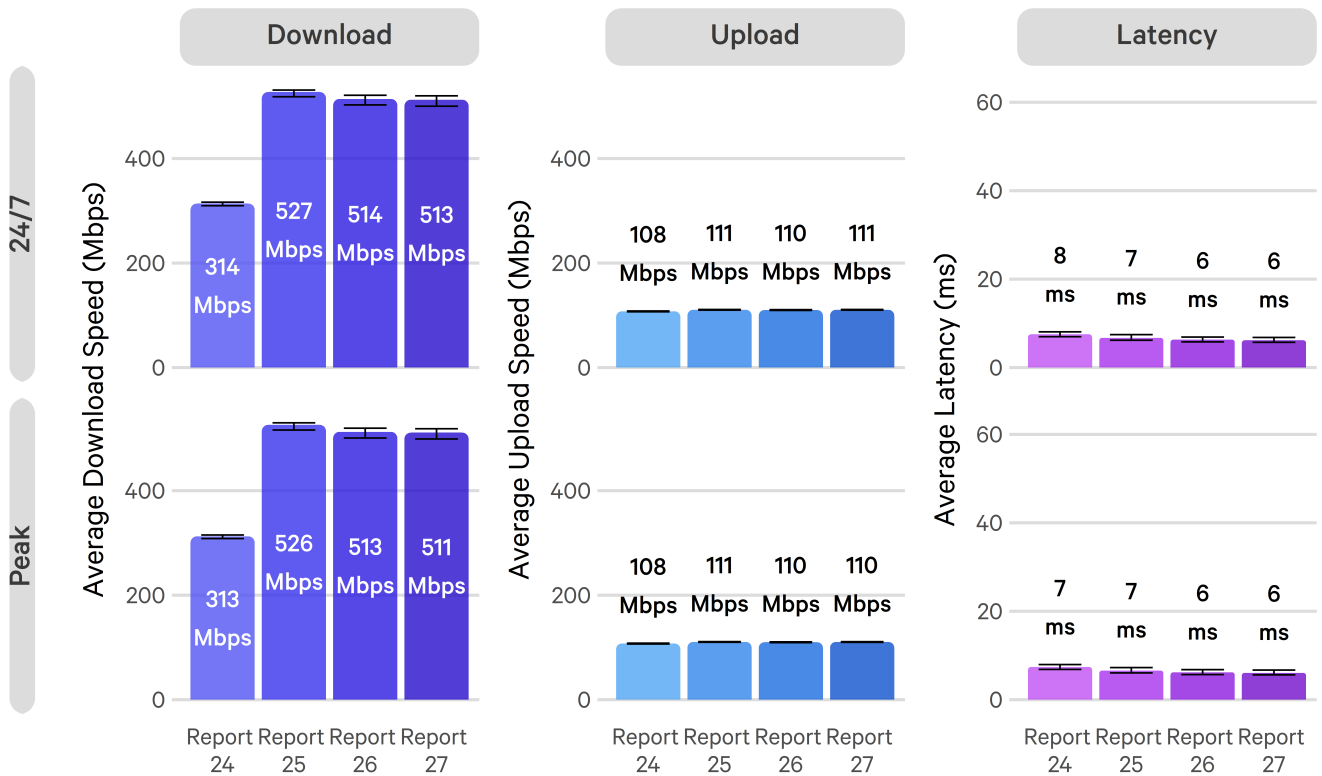 Download
Upload
Latency
24/7
Average Download Speed (Mbps)
400
200
0
314
Mbps
527
Mbps
514
Mbps
513
Mbps
Average Upload Speed (Mbps)
400
200
0
108
Mbps
111
Mbps
110
Mbps
111
Mbps
Average Latency (ms)
60
40
20
0
8
ms
7
ms
6
ms
6
ms
Peak
400
200
0
313
Mbps
526
Mbps
513
Mbps
511
Mbps
400
200
0
108
Mbps
111
Mbps
110
Mbps
110
Mbps
60
40
20
0
7
ms
7
ms
6
ms
6
ms
Report Report Report Report
24 25 26 27
Report Report Report Report
24 25 26 27
Report Report Report Report
24 25 26 27